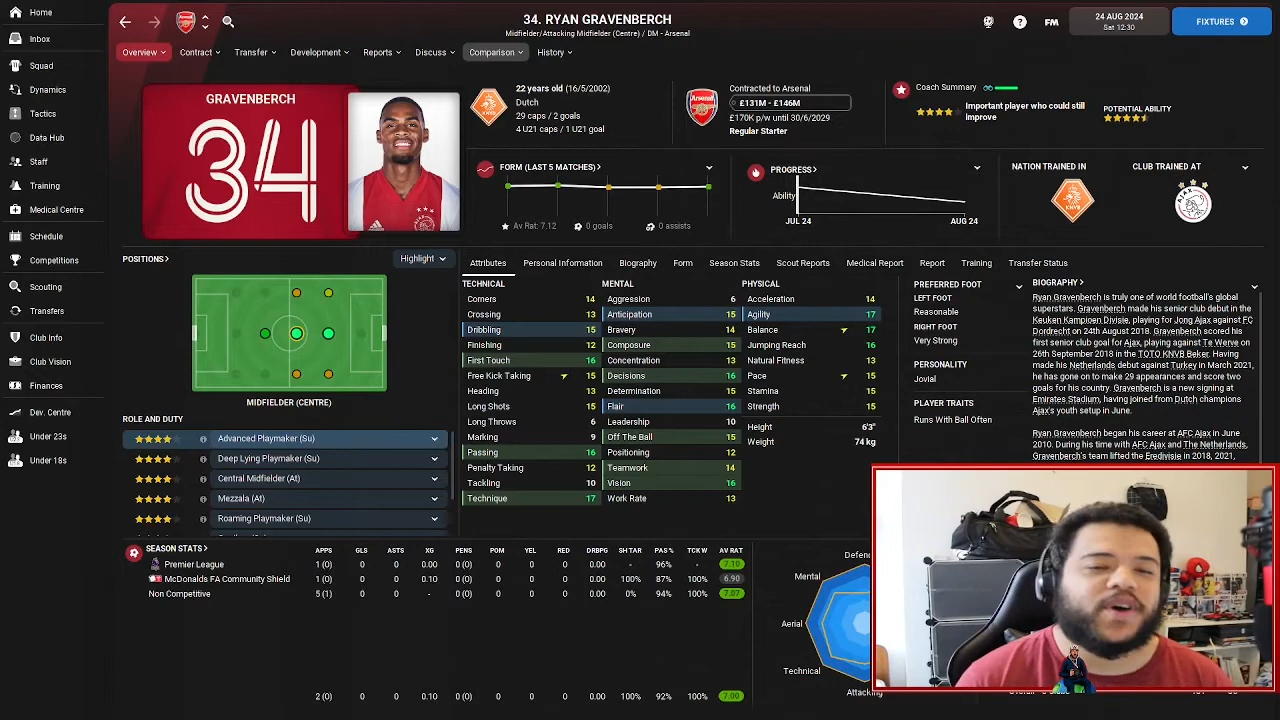 Home
Inbox
Squad
Dynamics
Tactics
Data Hub
Staff
Training
Medical Centre
Schedule
Competitions
Scouting
Transfers
Club Info
Club Vision
Finances
Dev. Centre
Under 23s
Under 18s
34. RYAN GRAVENBERCH
Midfielder/Attacking Midfielder (Centre) / DM - Arsenal
FM
24 AUG 2024
Sat 12:30
FIXTURES
Overview
Contract
Transfer
Development
Reports
Discuss
Comparison
History
GRAVENBERCH
34
22 years old (16/5/2002)
Dutch
29 caps / 2 goals
4 U21 caps / 1 U21 goal
Contracted to Arsenal
£131M - £146M
£170K p/w until 30/6/2029
Regular Starter
Coach Summary
Important player who could still
improve
POTENTIAL ABILITY
FORM (LAST 5 MATCHES)
Av Rat: 7.12
0 goals
0 assists
PROGRESS
Ability
JUL 24
AUG 24
NATION TRAINED IN
CLUB TRAINED AT
POSITIONS
Highlight
MIDFIELDER (CENTRE)
ROLE AND DUTY
Advanced Playmaker (Su)
Deep Lying Playmaker (Su)
Central Midfielder (At)
Mezzala (At)
Roaming Playmaker (Su)
Attributes
Personal Information
Biography
Form
Season Stats
Scout Reports
Medical Report
Report
Training
Transfer Status
TECHNICAL
Corners 14
Crossing 13
Dribbling 15
Finishing 12
First Touch 16
Free Kick Taking 15
Heading 13
Long Shots 15
Long Throws 6
Marking 9
Passing 16
Penalty Taking 12
Tackling 10
Technique 17
MENTAL
Aggression 6
Anticipation 15
Bravery 14
Composure 15
Concentration 13
Decisions 16
Determination 15
Flair 16
Leadership 10
Off The Ball 15
Positioning 12
Teamwork 14
Vision 16
Work Rate 13
PHYSICAL
Acceleration 14
Agility 17
Balance 17
Jumping Reach 16
Natural Fitness 13
Pace 15
Stamina 15
Strength 15
Height 6'3"
Weight 74 kg
PREFERRED FOOT
LEFT FOOT
Reasonable
RIGHT FOOT
Very Strong
PERSONALITY
Jovial
PLAYER TRAITS
Runs With Ball Often
BIOGRAPHY
Ryan Gravenberch is truly one of world football's global
superstars. Gravenberch made his senior club debut in the
Keuken Kampioen Divisie, playing for Jong Ajax against FC
Dordrecht on 24th August 2018. Gravenberch scored his
first senior club goal for Ajax, playing against Te Werve on
26th September 2018 in the TOTO KNVB Beker. Having
made his Netherlands debut against Turkey in March 2021,
he has gone on to make 29 appearances and score two
goals for his country. Gravenberch is a new signing at
Emirates Stadium, having joined from Dutch champions
Ajax's youth setup in June.
Ryan Gravenberch began his career at AFC Ajax in June
2010. During his time with AFC Ajax and The Netherlands,
Gravenberch's team lifted the Eredivisie in 2018, 2021,
SEASON STATS
APPS GLS ASTS XG PENS POM YEL RED DRBPG SH TAR PAS % TCK W AV RAT
Premier League 1 (0) 0 0 0.00 0 (0) 0 0 0 0.00 - 96% - 7.10
McDonalds FA Community Shield 1 (0) 0 0 0.10 0 (0) 0 0 0 0.00 100% 87% 100% 6.90
Non Competitive 5 (1) 0 0 - 0 (0) 0 0 0 0.00 0% 94% 100% 7.07
2 (0) 0 0 0.10 0 (0) 0 0 0 0.00 100% 92% 100% 7.00
Mental
Aerial
Technical
Attacking